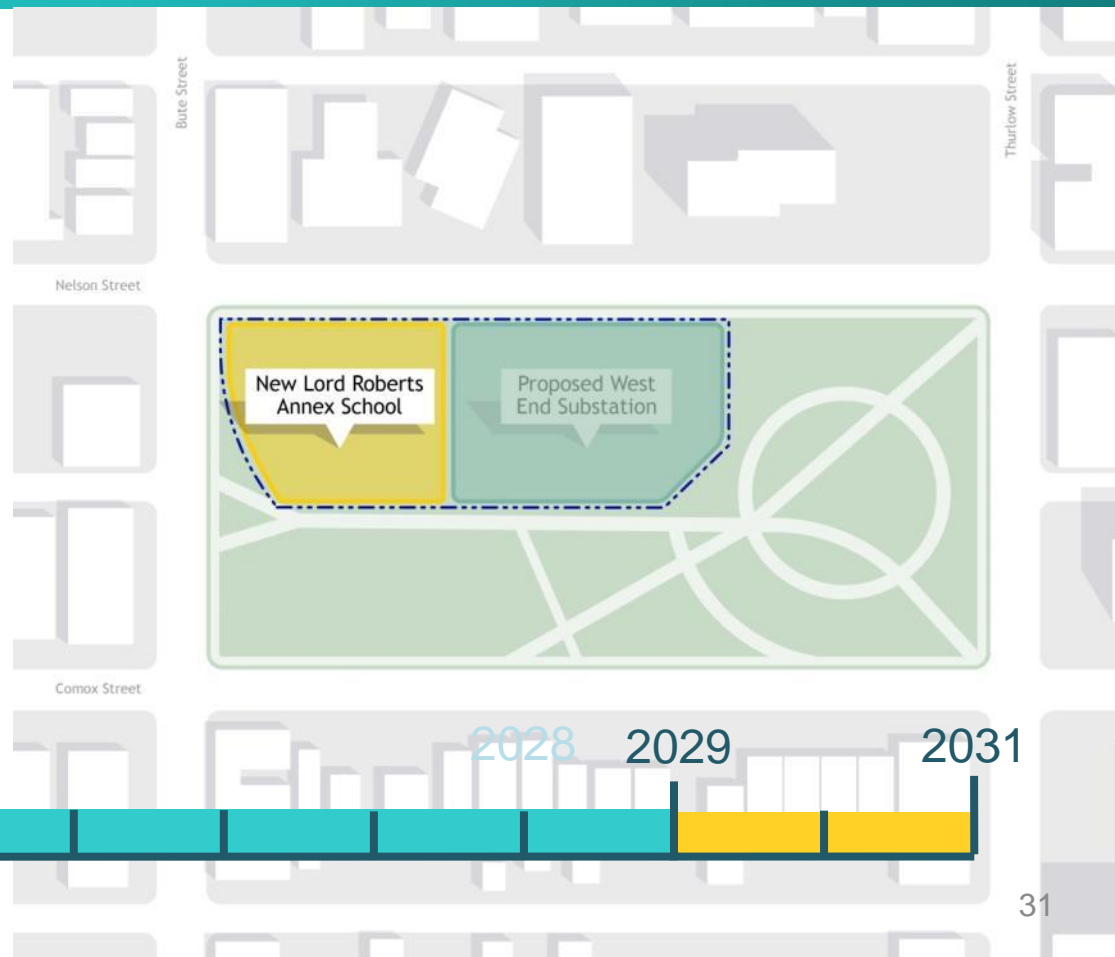 Bute Street
Thurlow Street
Nelson Street
New Lord Roberts
Annex School
Proposed West
End Substation
Comox Street
2028
2029
2031
31